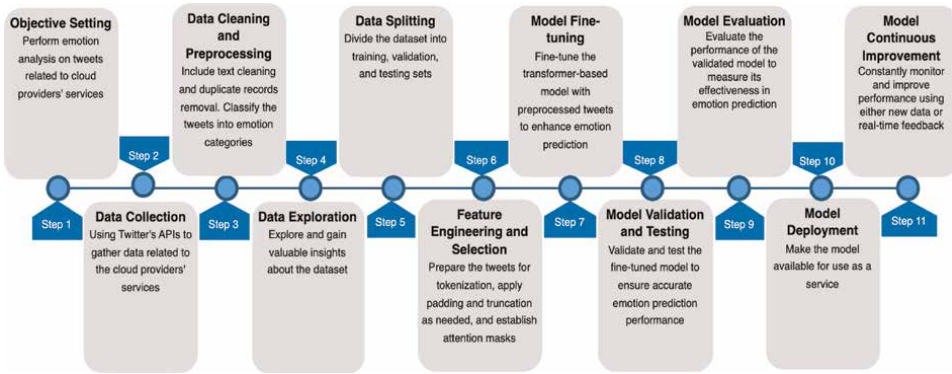 Objective Setting
Perform emotion
analysis on tweets
related to cloud
providers' services
Step 1
Step 2
Data Collection
Using Twitter's APIs to
gather data related to
the cloud providers'
services
Data Cleaning
and
Preprocessing
Include text cleaning
and duplicate records
removal. Classify the
tweets into emotion
categories
Step 3
Step 4
Data Exploration
Explore and gain
valuable insights
about the dataset
Data Splitting
Divide the dataset into
training, validation,
and testing sets
Step 5
Step 6
Feature
Engineering and
Selection
Prepare the tweets for
tokenization, apply
padding and truncation
as needed, and establish
attention masks
Model Fine-
tuning
Fine-tune the
transformer-based
model with
preprocessed tweets
to enhance emotion
prediction
Step 7
Step 8
Model Validation
and Testing
Validate and test the
fine-tuned model to
ensure accurate
emotion prediction
performance
Model Evaluation
Evaluate the
performance of the
validated model to
measure its
effectiveness in
emotion prediction
Step 9
Step 10
Model
Deployment
Make the model
available for use as a
service
Model
Continuous
Improvement
Constantly monitor
and improve
performance using
either new data or
real-time feedback
Step 11